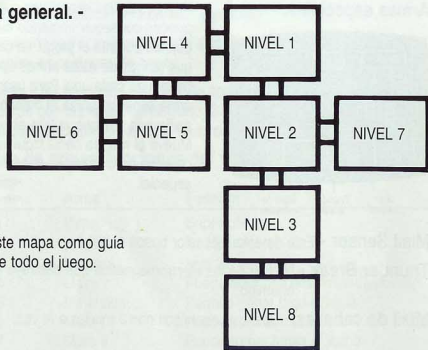 a general. -
NIVEL 4 NIVEL 1
NIVEL 6 NIVEL 5 NIVEL 2 NIVEL 7
NIVEL 3
ste mapa como guía
e todo el juego.
NIVEL 8